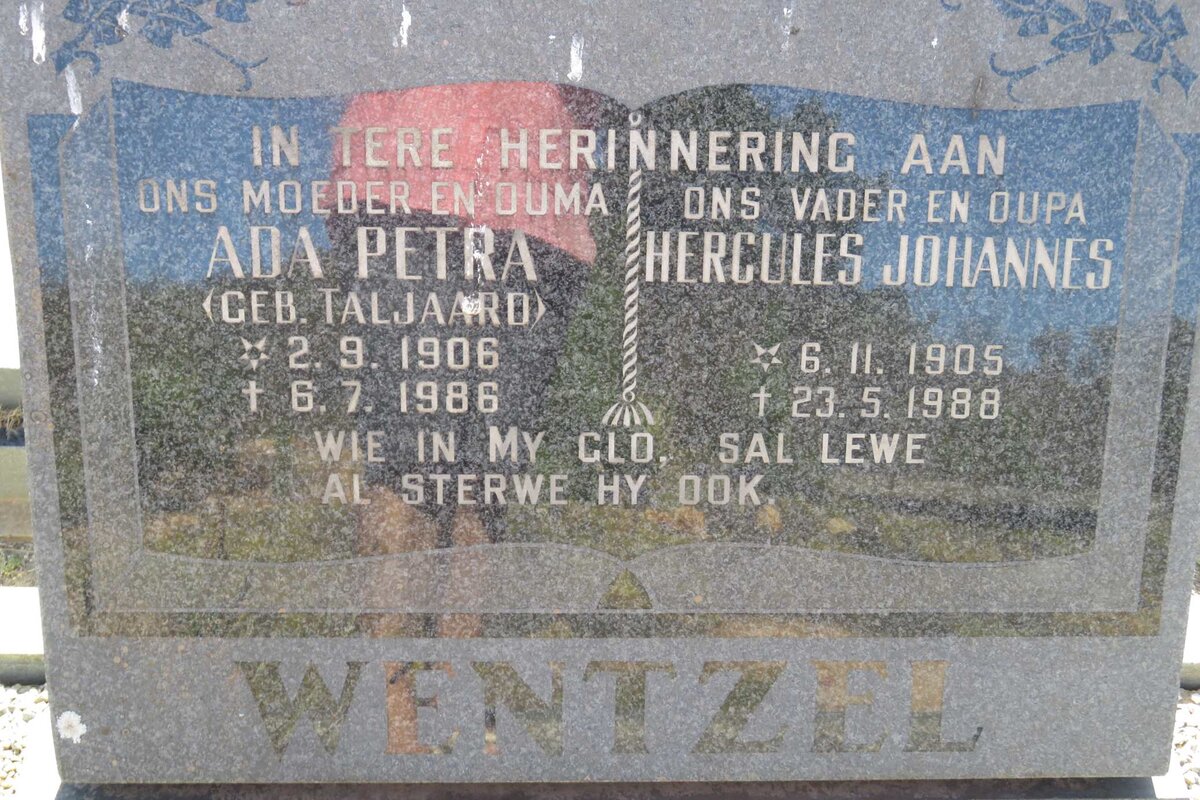 IN TERE HERINNERING AAN
ONS MOEDER EN OUMA
ADA PETRA
(GEB. TALJAARD)
☆ 2. 9. 1906
† 6. 7. 1986
ONS VADER EN OUPA
HERCULES JOHANNES
☆ 6. 11. 1905
† 23. 5. 1988
WIE IN MY GLO, SAL LEWE
AL STERWE HY OOK.
WENTZEL